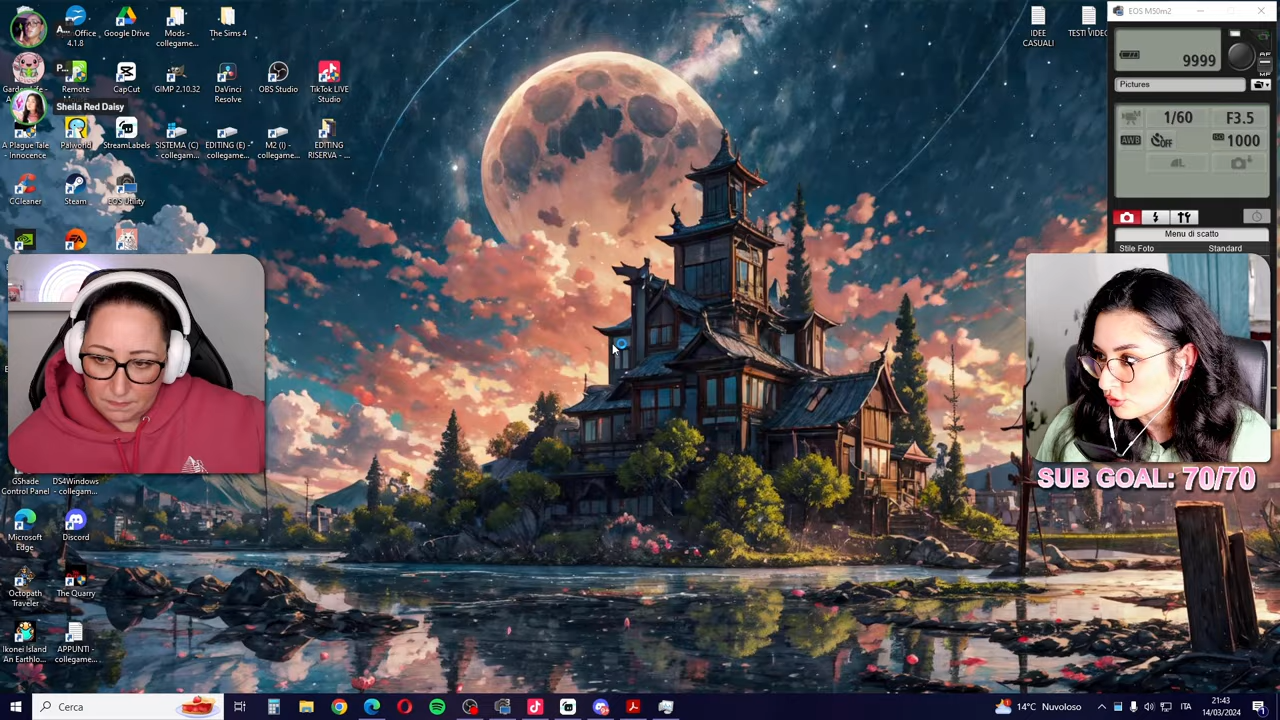 A...
Office 4.1.8
Google Drive
Mods - collegame...
The Sims 4
P...
Remote
CapCut
GIMP 2.10.32
DaVinci Resolve
OBS Studio
TikTok LIVE Studio
Sheila Red Daisy
A Plague Tale - Innocence
Palworld
StreamLabels
SISTEMA (C) - collegam...
EDITING (E) - collegame...
M2 (I) - collegame...
EDITING RISERVA - ...
CCleaner
Steam
EOS Utility
GShade Control Panel
DS4Windows - collegam...
Microsoft Edge
Discord
Octopath Traveler
The Quarry
Ikonei Island An Earthlo...
APPUNTI - collegame...
IDEE CASUALI
TESTI VIDEO
EOS M50m2
9999
AF
MF
Pictures
1/60
F3.5
AWB
OFF
ISO 1000
Menu di scatto
Stile Foto
Standard
SUB GOAL: 70/70
Cerca
14°C Nuvoloso
ITA
21:43
14/03/2024